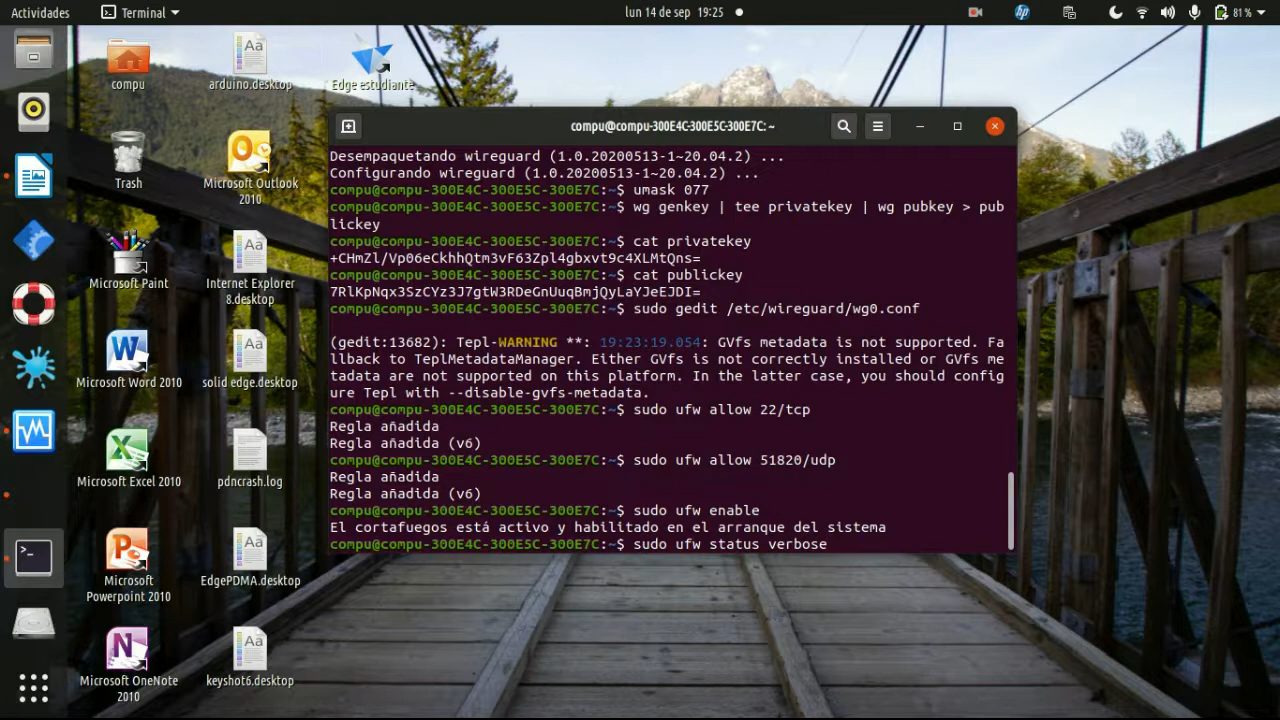 Actividades
Terminal
lun 14 de sep 19:25
81 %
compu
arduino.desktop
Edge estudiante
Trash
Microsoft Outlook
2010
Microsoft Paint
Internet Explorer
8.desktop
Microsoft Word 2010
solid edge.desktop
Microsoft Excel 2010
pdncrash.log
Microsoft
Powerpoint 2010
EdgePDMA.desktop
Microsoft OneNote
2010
keyshot6.desktop
compu@compu-300E4C-300E5C-300E7C: ~
Desempaquetando wireguard (1.0.20200513-1~20.04.2) ...
Configurando wireguard (1.0.20200513-1~20.04.2) ...
compu@compu-300E4C-300E5C-300E7C:~$ umask 077
compu@compu-300E4C-300E5C-300E7C:~$ wg genkey | tee privatekey | wg pubkey > pub
lickey
compu@compu-300E4C-300E5C-300E7C:~$ cat privatekey
+CHmZl/Vp06eCkhhQtm3vF63Zpl4gbxvt9c4XLMtQns=
compu@compu-300E4C-300E5C-300E7C:~$ cat publickey
7RlKpNqx3SzCYz3J7gtW3RDeGnUuqBmjQyLaYJeEJDI=
compu@compu-300E4C-300E5C-300E7C:~$ sudo gedit /etc/wireguard/wg0.conf
(gedit:13682): Tepl-WARNING **: 19:23:19.054: GVfs metadata is not supported. Fa
llback to TeplMetadataManager. Either GVfs is not correctly installed or GVfs me
tadata are not supported on this platform. In the latter case, you should config
ure Tepl with --disable-gvfs-metadata.
compu@compu-300E4C-300E5C-300E7C:~$ sudo ufw allow 22/tcp
Regla añadida
Regla añadida (v6)
compu@compu-300E4C-300E5C-300E7C:~$ sudo ufw allow 51820/udp
Regla añadida
Regla añadida (v6)
compu@compu-300E4C-300E5C-300E7C:~$ sudo ufw enable
El cortafuegos está activo y habilitado en el arranque del sistema
compu@compu-300E4C-300E5C-300E7C:~$ sudo ufw status verbose